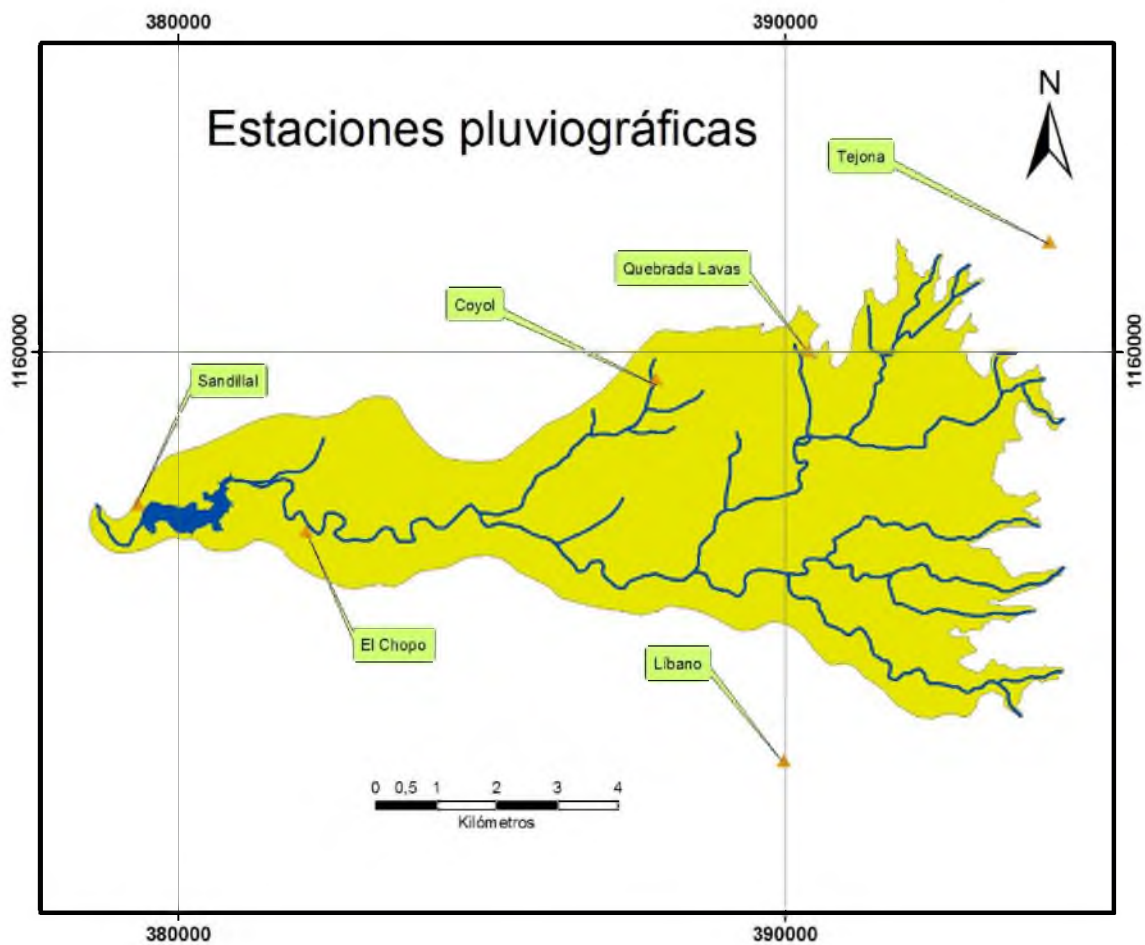 380000 390000
N
Estaciones pluviográficas
Tejona
Quebrada Lavas
Coyol
1160000
1160000
Sandillal
El Chopo
Líbano
0 0,5 1 2 3 4
Kilómetros
380000 390000